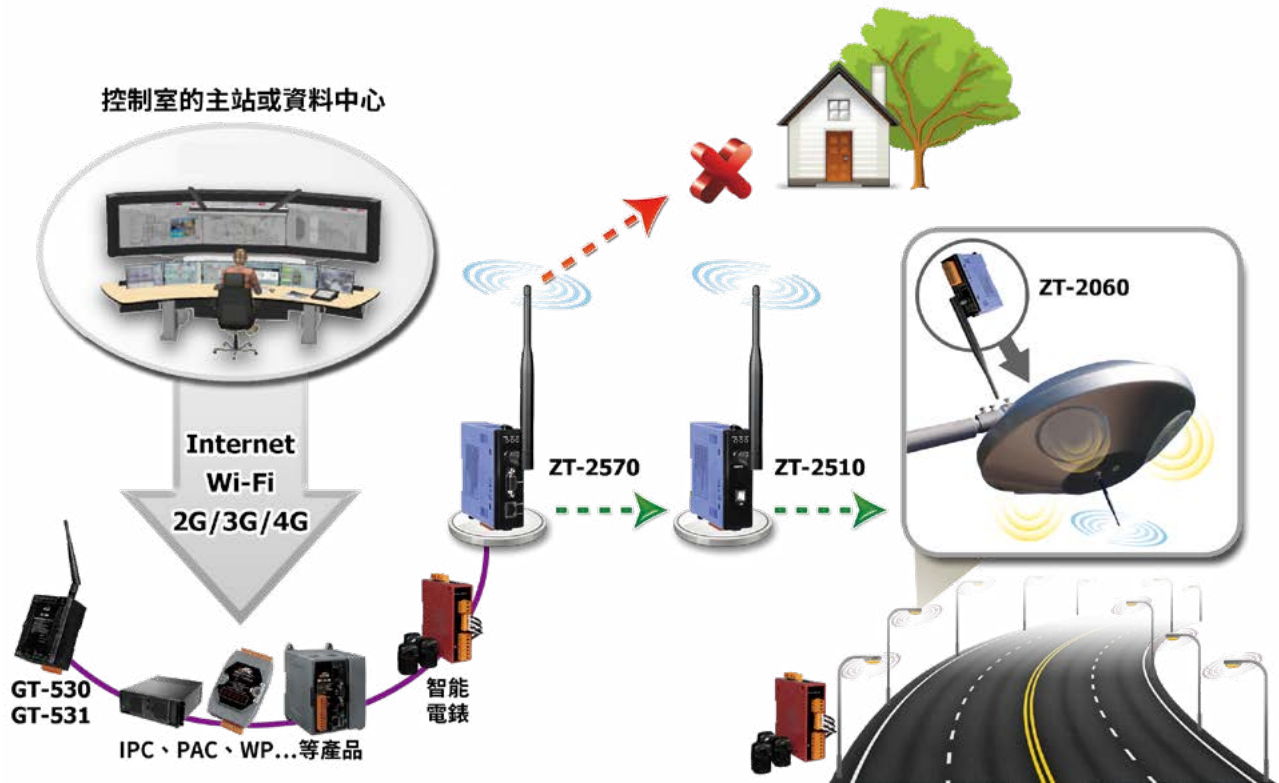 控制室的主站或資料中心
Internet
Wi-Fi
2G/3G/4G
ZT-2570
ZT-2510
ZT-2060
GT-530
GT-531
IPC、PAC、WP...等產品
智能
電錶